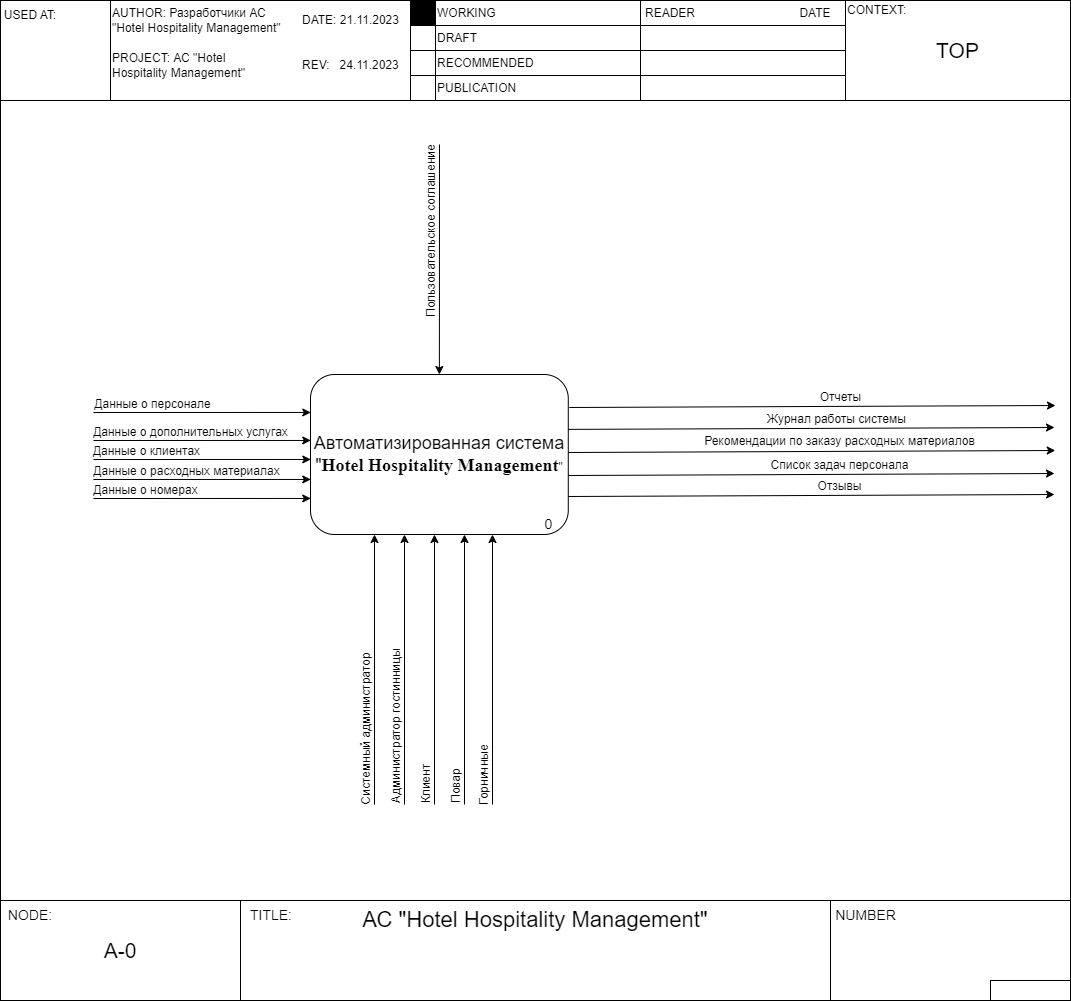 USED AT:
AUTHOR: Разработчики АС
"Hotel Hospitality Management"
DATE: 21.11.2023
PROJECT: АС "Hotel
Hospitality Management"
REV: 24.11.2023
WORKING
DRAFT
RECOMMENDED
PUBLICATION
READER DATE
CONTEXT:
TOP
Пользовательское соглашение
Данные о персонале
Данные о дополнительных услугах
Данные о клиентах
Данные о расходных материалах
Данные о номерах
Автоматизированная система
"Hotel Hospitality Management"
0
Отчеты
Журнал работы системы
Рекомендации по заказу расходных материалов
Список задач персонала
Отзывы
Системный администратор
Администратор гостинницы
Клиент
Повар
Горничные
NODE:
A-0
TITLE:
АС "Hotel Hospitality Management"
NUMBER